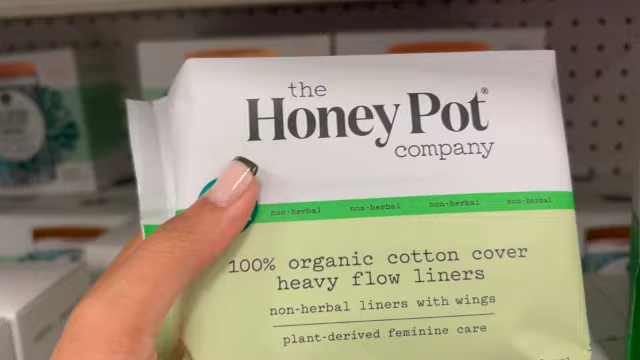 the
Honey Pot®
company
non-herbal non-herbal non-herbal non-herbal
100% organic cotton cover
heavy flow liners
non-herbal liners with wings
plant-derived feminine care